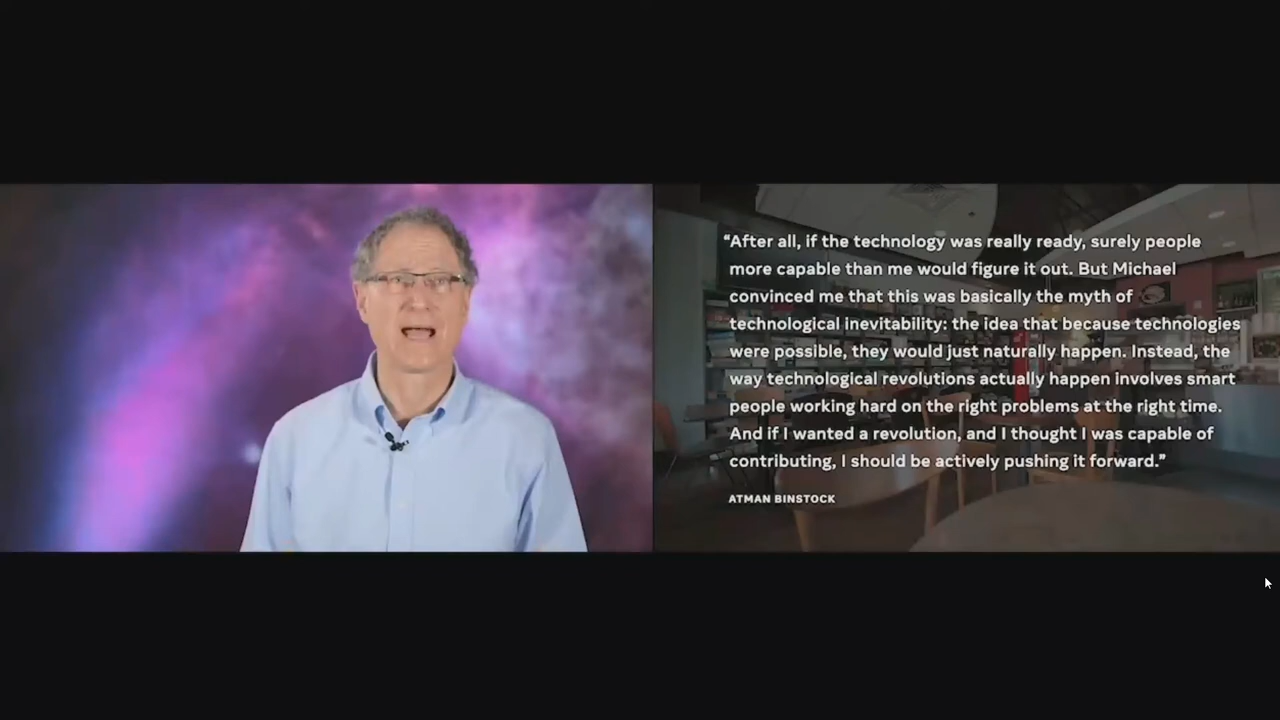 “After all, if the technology was really ready, surely people
more capable than me would figure it out. But Michael
convinced me that this was basically the myth of
technological inevitability: the idea that because technologies
were possible, they would just naturally happen. Instead, the
way technological revolutions actually happen involves smart
people working hard on the right problems at the right time.
And if I wanted a revolution, and I thought I was capable of
contributing, I should be actively pushing it forward.”
ATMAN BINSTOCK